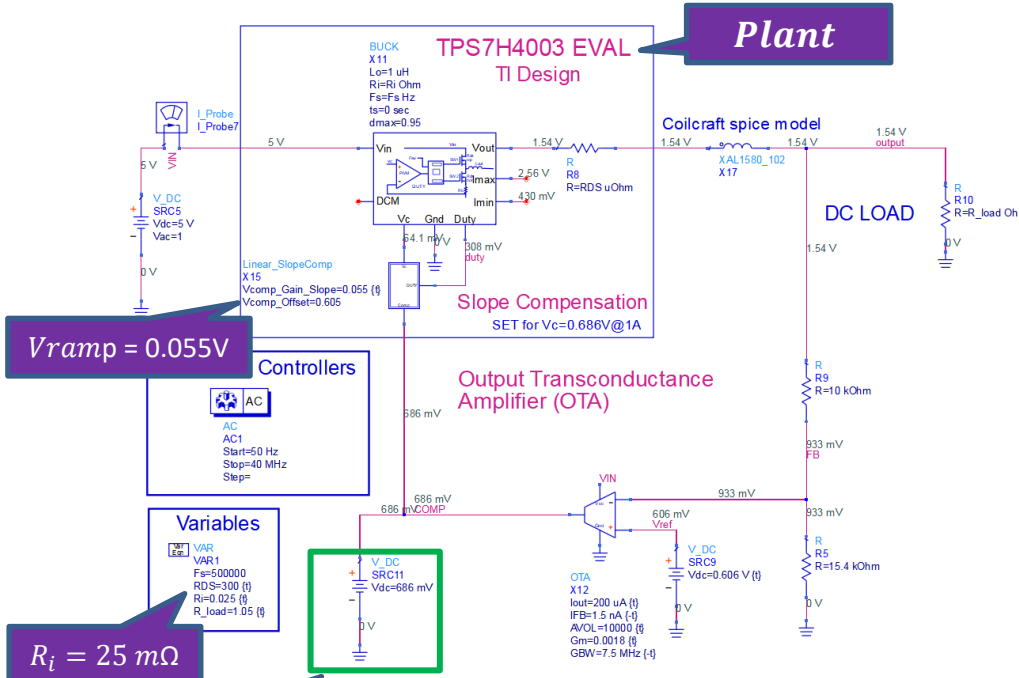 Plant
TPS7H4003 EVAL
TI Design
BUCK
X11
Lo=1 uH
Ri=Ri Ohm
Fs=Fs Hz
ts=0 sec
dmax=0.95
I_Probe
I_Probe7
VIN
5 V
5 V
V_DC
SRC5
Vdc=5 V
Vac=1
0 V
Vin
Vout
Imax
Imin
DCM
Vc
Gnd
Duty
DUTY
1.54 V
R
R8
R=RDS uOhm
2.56 V
430 mV
64.1 mV
0 V
308 mV
duty
Coilcraft spice model
1.54 V
1.54 V
XAL1580_102
X17
1.54 V
output
R
R10
R=R_load Oh
0 V
DC LOAD
1.54 V
Linear_SlopeComp
X15
Vcomp_Gain_Slope=0.055 {t}
Vcomp_Offset=0.605
Slope Compensation
SET for Vc=0.686V@1A
Vramp = 0.055V
Controllers
AC
AC
AC1
Start=50 Hz
Stop=40 MHz
Step=
Output Transconductance
Amplifier (OTA)
686 mV
R
R9
R=10 kOhm
933 mV
FB
933 mV
933 mV
R
R5
R=15.4 kOhm
0 V
VIN
606 mV
Vref
V_DC
SRC9
Vdc=0.606 V {t}
0 V
OTA
X12
Iout=200 uA {t}
IFB=1.5 nA {-t}
AVOL=10000 {t}
Gm=0.0018 {t}
GBW=7.5 MHz {-t}
686 mV
686 mV
COMP
V_DC
SRC11
Vdc=686 mV
0 V
Variables
Var
Eqn
VAR
VAR1
Fs=500000
RDS=300 {t}
Ri=0.025 {t}
R_load=1.05 {t}
Rᵢ = 25 mΩ